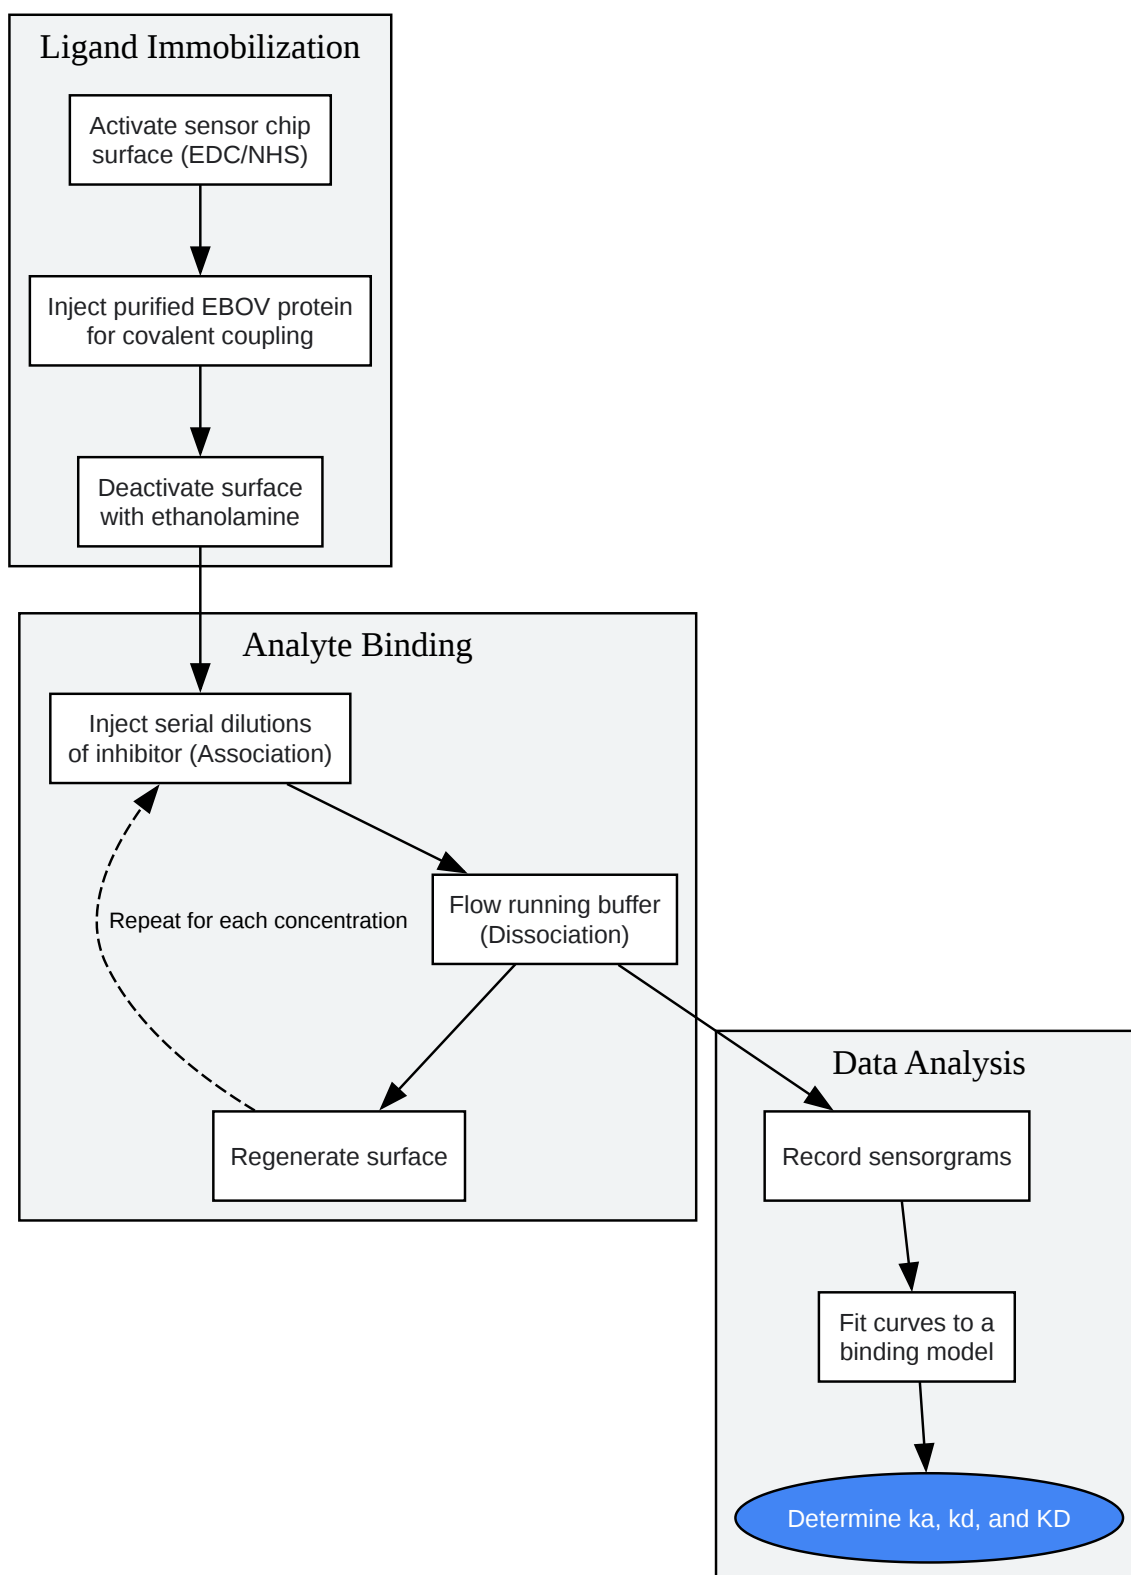 Ligand Immobilization
Activate sensor chip
surface (EDC/NHS)
Inject purified EBOV protein
for covalent coupling
Deactivate surface
with ethanolamine
Analyte Binding
Inject serial dilutions
of inhibitor (Association)
Repeat for each concentration
Flow running buffer
(Dissociation)
Regenerate surface
Data Analysis
Record sensorgrams
Fit curves to a
binding model
Determine ka, kd, and KD